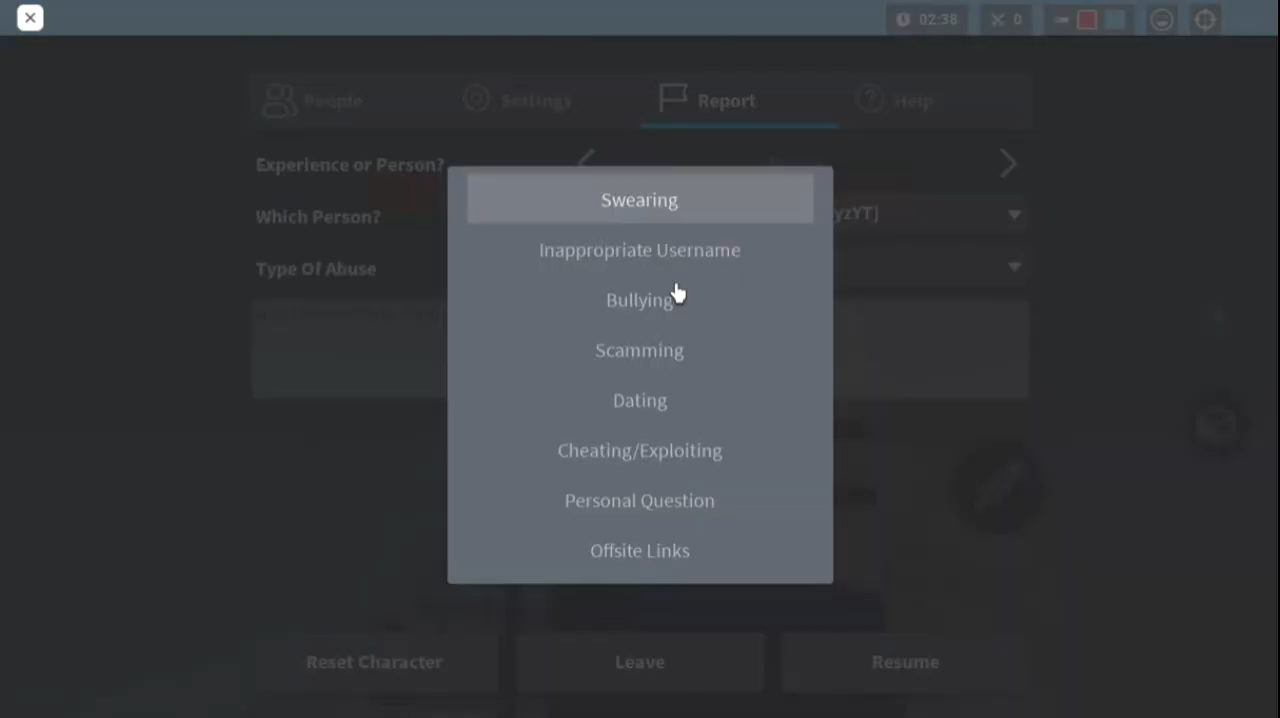 02:38 0
People Settings Report Help
Experience or Person?
Which Person? yzYT)
Type Of Abuse
Swearing
Inappropriate Username
Bullying
Scamming
Dating
Cheating/Exploiting
Personal Question
Offsite Links
Reset Character Leave Resume